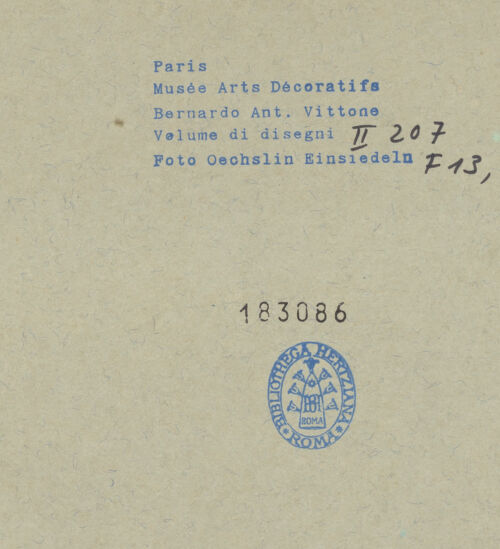 Paris
Musée Arts Décoratifs
Bernardo Ant. Vittone
Volume di disegni II 207
Foto Oechslin Einsiedeln F 13,
183086
BIBLIOTHECA HERTZIANA
ROMA
ROMA